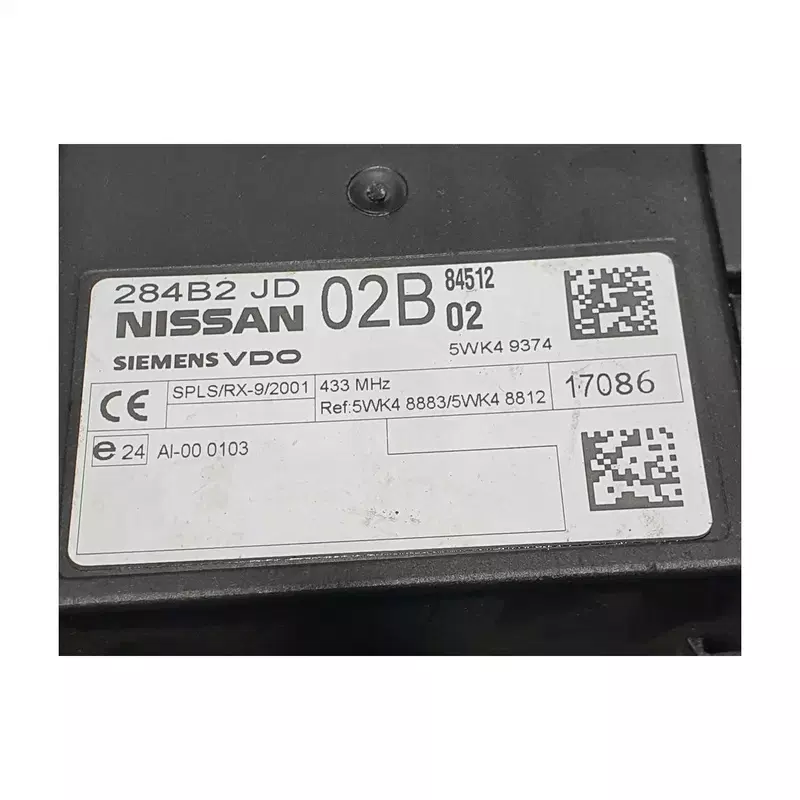 284B2 JD 02B 84512
NISSAN 02
SIEMENS VDO 5WK4 9374
CE SPLS/RX-9/2001 433 MHz 17086
Ref:5WK4 8883/5WK4 8812
e 24 AI-00 0103